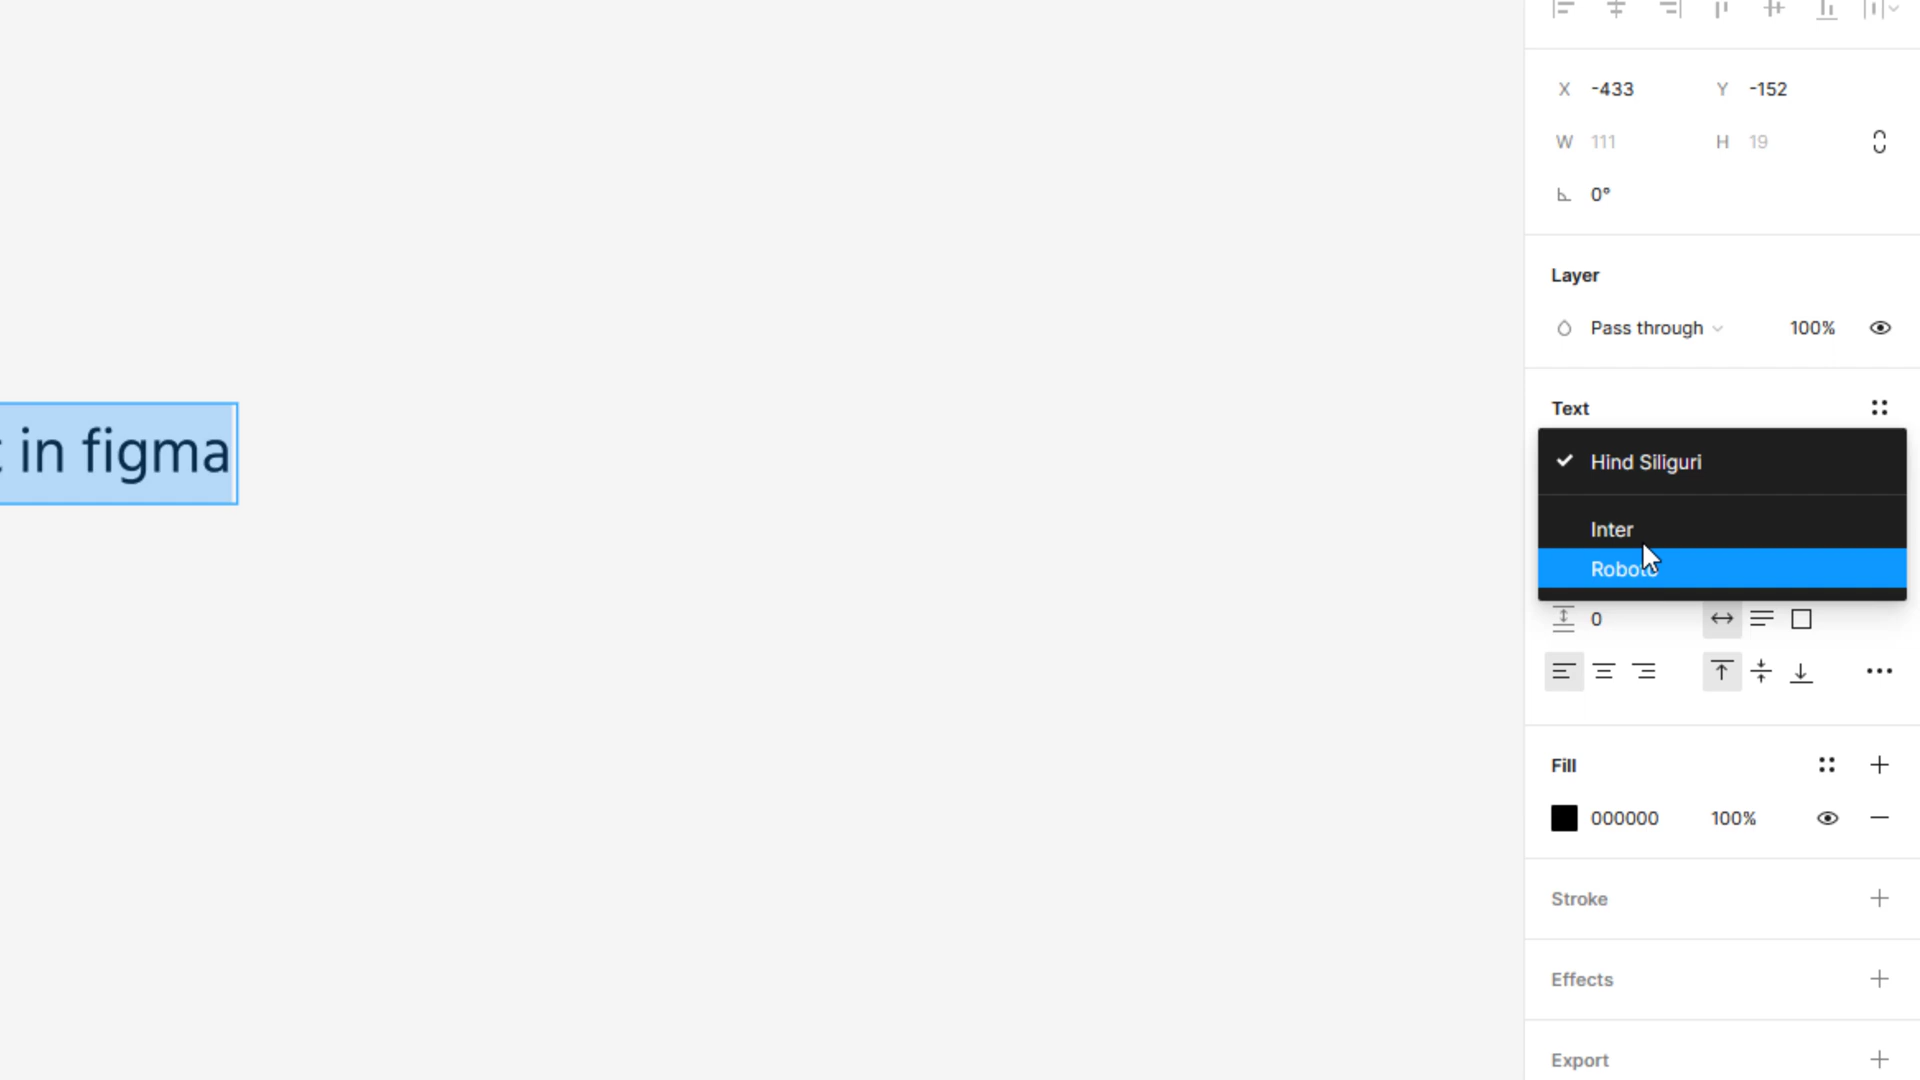 X -433 Y -152
W 111 H 19
0°
Layer
Pass through 100%
Text
in figma
Hind Siliguri
Inter
Roboto
0
Fill
000000 100%
Stroke
Effects
Export